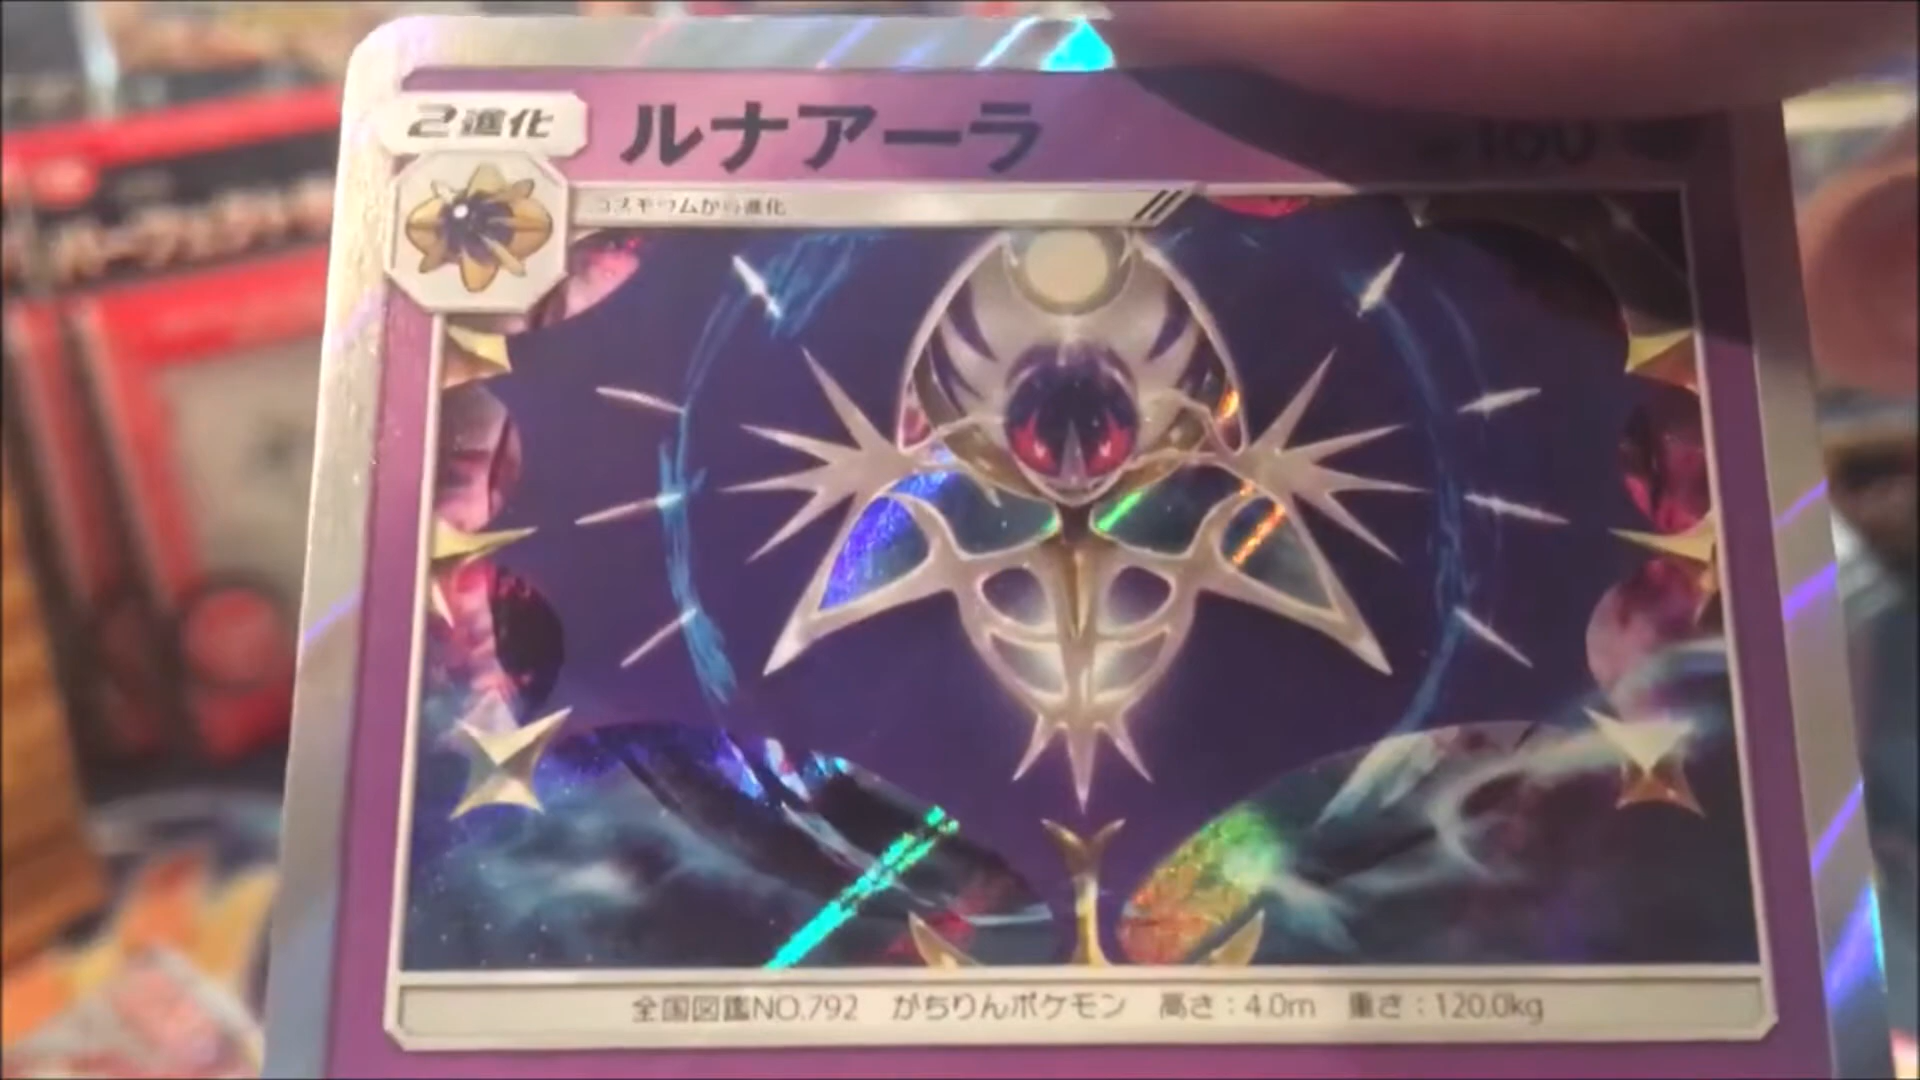 2進化
ルナアーラ
160
コスモウムから進化
全国図鑑NO.792 がちりんポケモン 高さ：4.0m 重さ：120.0kg